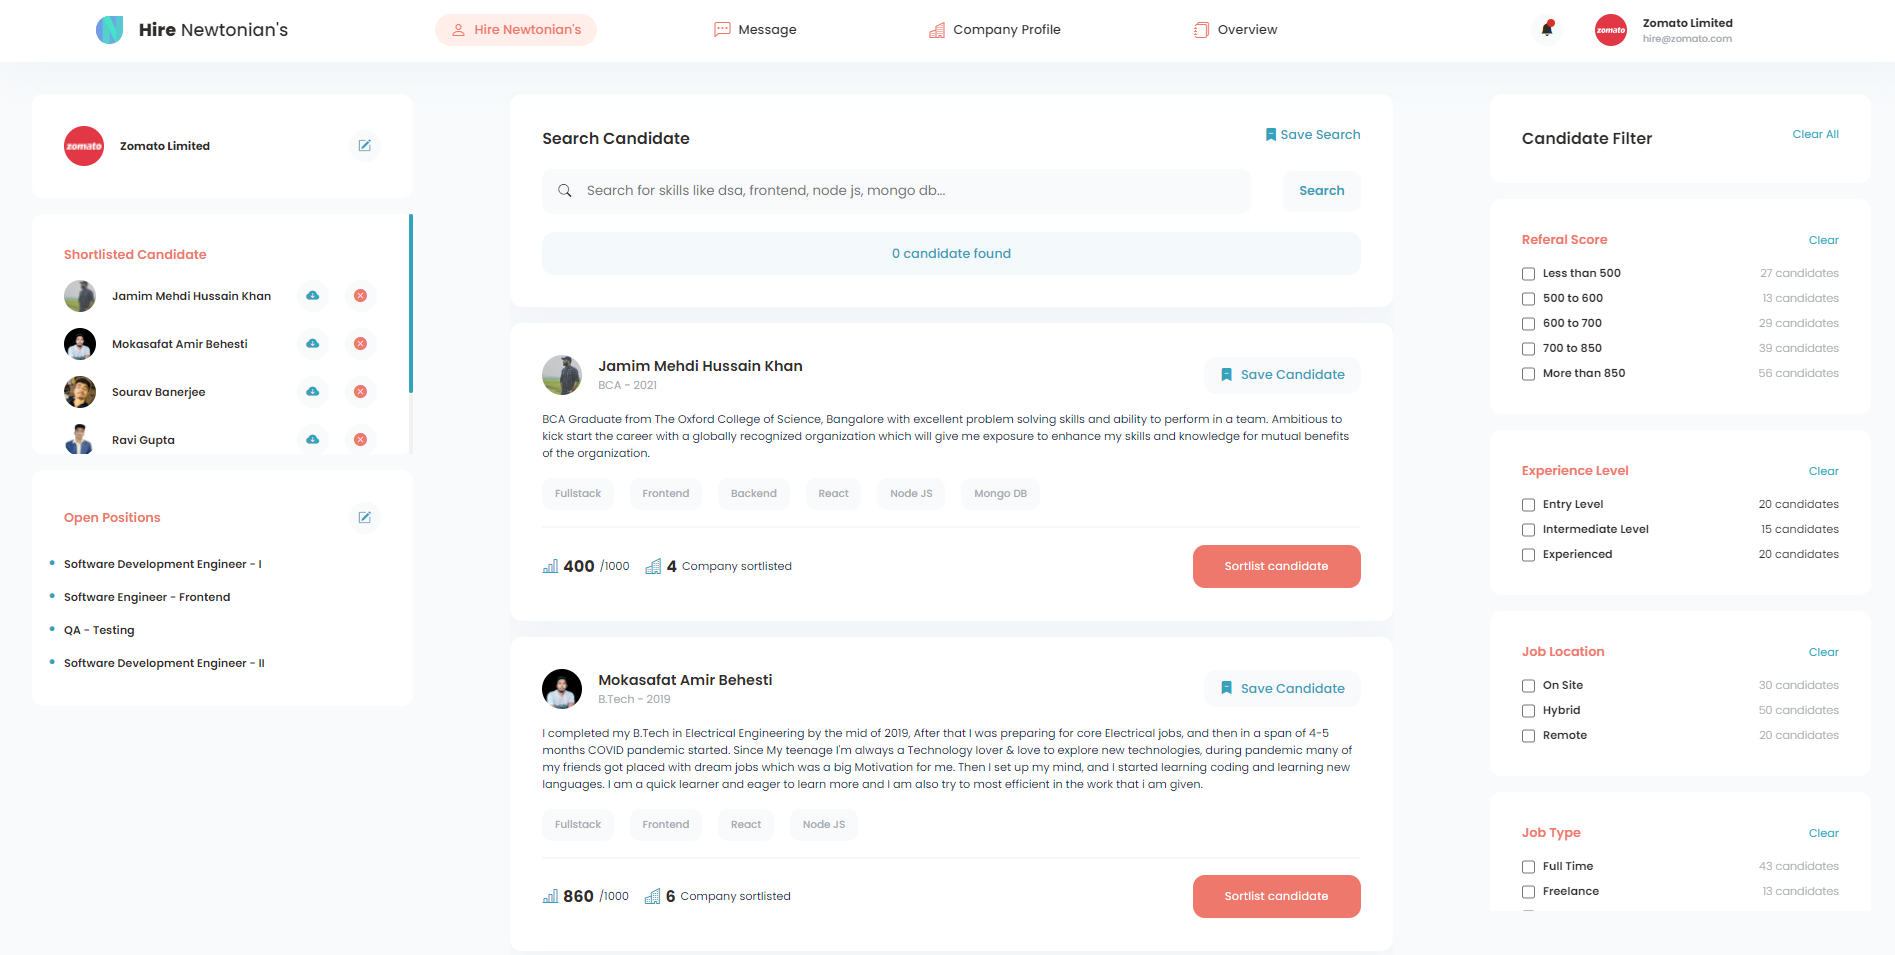 Hire Newtonian's
Hire Newtonian's
Message
Company Profile
Overview
zomato
Zomato Limited
hire@zomato.com
zomato
Zomato Limited
Shortlisted Candidate
Jamim Mehdi Hussain Khan
Mokasafat Amir Behesti
Sourav Banerjee
Ravi Gupta
Open Positions
Software Development Engineer - I
Software Engineer - Frontend
QA - Testing
Software Development Engineer - II
Search Candidate
Save Search
Search for skills like dsa, frontend, node js, mongo db...
Search
0 candidate found
Jamim Mehdi Hussain Khan
BCA - 2021
Save Candidate
BCA Graduate from The Oxford College of Science, Bangalore with excellent problem solving skills and ability to perform in a team. Ambitious to
kick start the career with a globally recognized organization which will give me exposure to enhance my skills and knowledge for mutual benefits
of the organization.
Fullstack
Frontend
Backend
React
Node JS
Mongo DB
400 /1000
4 Company sortlisted
Sortlist candidate
Mokasafat Amir Behesti
B.Tech - 2019
Save Candidate
I completed my B.Tech in Electrical Engineering by the mid of 2019, After that I was preparing for core Electrical jobs, and then in a span of 4-5
months COVID pandemic started. Since My teenage I'm always a Technology lover & love to explore new technologies, during pandemic many of
my friends got placed with dream jobs which was a big Motivation for me. Then I set up my mind, and I started learning coding and learning new
languages. I am a quick learner and eager to learn more and I am also try to most efficient in the work that i am given.
Fullstack
Frontend
React
Node JS
860 /1000
6 Company sortlisted
Sortlist candidate
Candidate Filter
Clear All
Referal Score
Clear
Less than 500
27 candidates
500 to 600
13 candidates
600 to 700
29 candidates
700 to 850
39 candidates
More than 850
56 candidates
Experience Level
Clear
Entry Level
20 candidates
Intermediate Level
15 candidates
Experienced
20 candidates
Job Location
Clear
On Site
30 candidates
Hybrid
50 candidates
Remote
20 candidates
Job Type
Clear
Full Time
43 candidates
Freelance
13 candidates